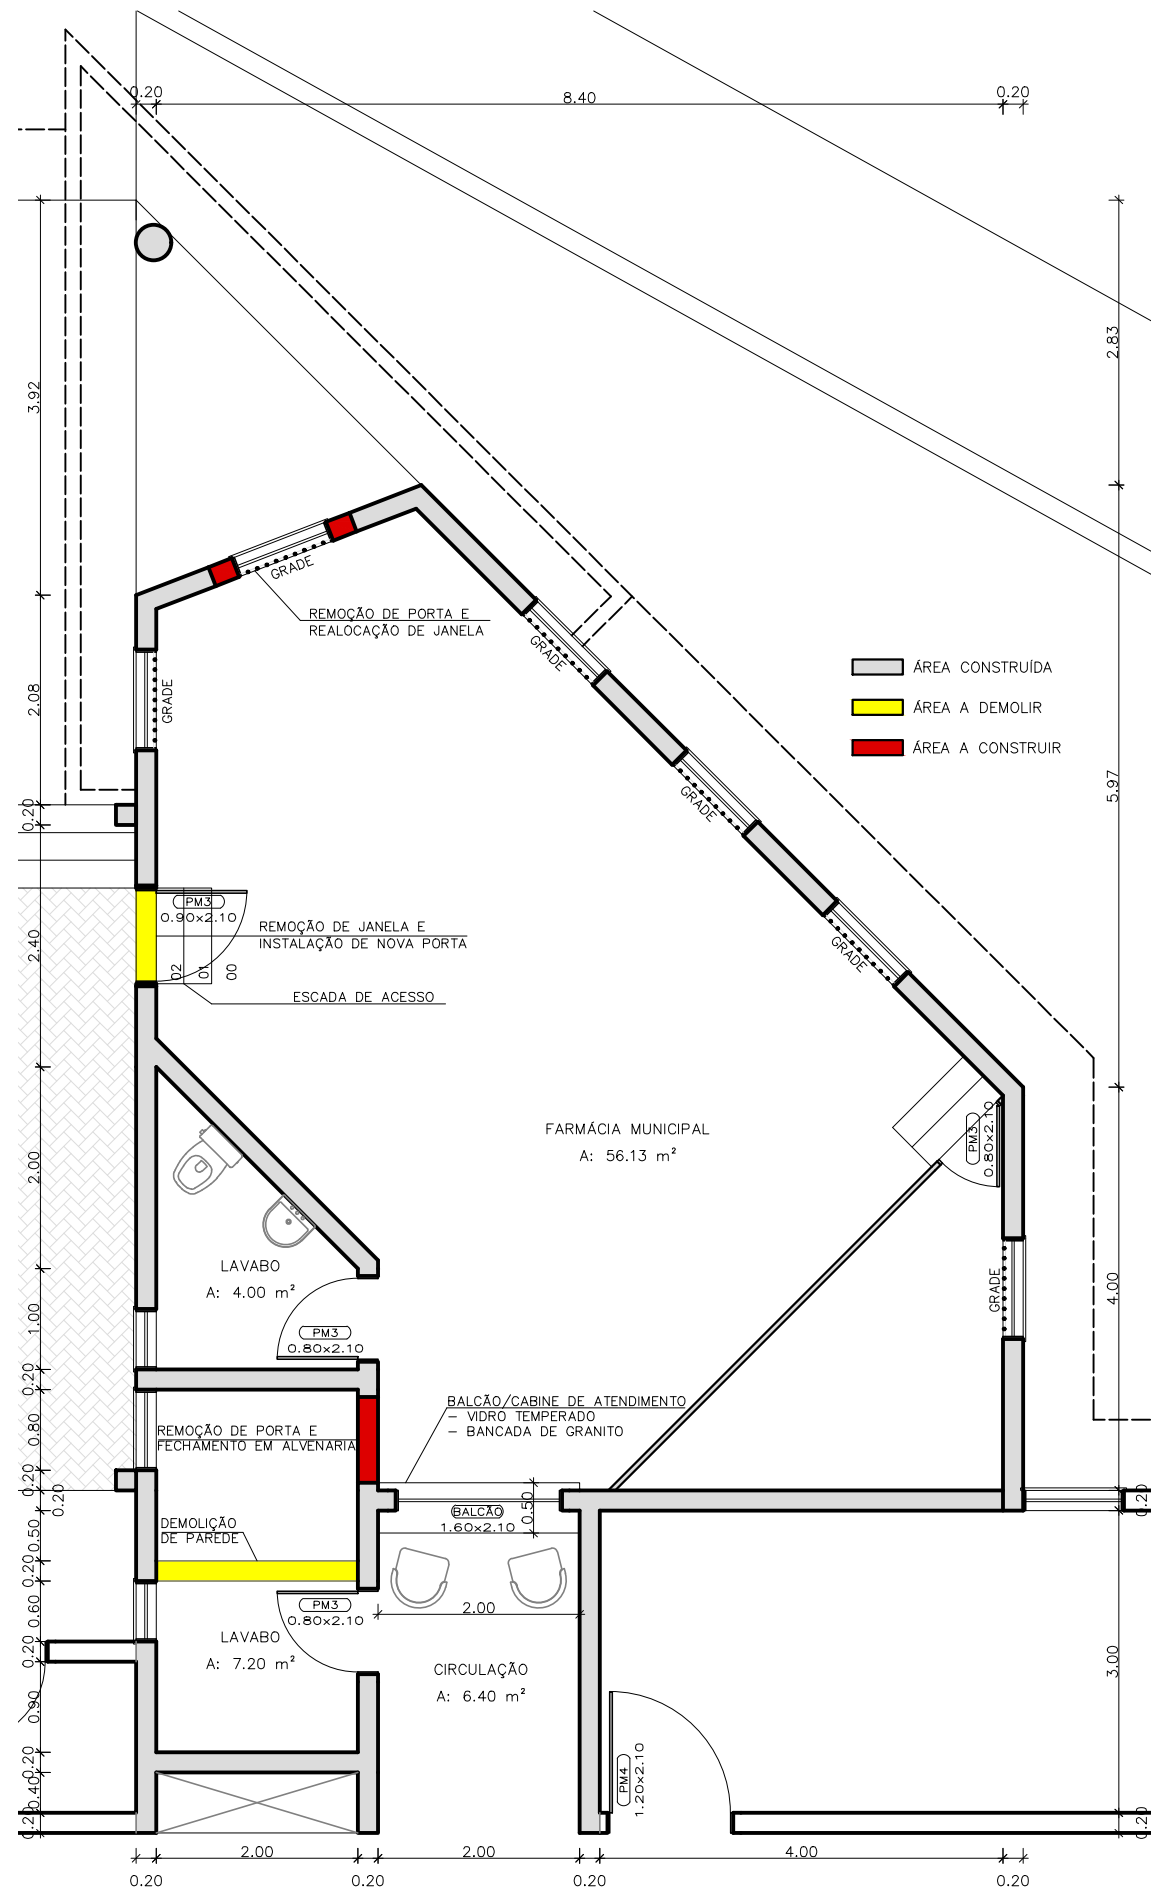 0.20
8.40
0.20
3.92
2.83
GRADE
REMOÇÃO DE PORTA E
REALOCAÇÃO DE JANELA
GRADE
GRADE
2.08
ÁREA CONSTRUÍDA
ÁREA A DEMOLIR
ÁREA A CONSTRUIR
5.97
GRADE
0.20
PM3
0.90x2.10
REMOÇÃO DE JANELA E
INSTALAÇÃO DE NOVA PORTA
GRADE
2.40
02
01
00
ESCADA DE ACESSO
FARMÁCIA MUNICIPAL
A: 56.13 m²
PM3
0.80x2.10
2.00
LAVABO
A: 4.00 m²
GRADE
4.00
1.00
PM3
0.80x2.10
0.20
BALCÃO/CABINE DE ATENDIMENTO
- VIDRO TEMPERADO
- BANCADA DE GRANITO
0.80
REMOÇÃO DE PORTA E
FECHAMENTO EM ALVENARIA
0.20
0.20
0.20
BALCÃO
1.60x2.10
0.50
0.50
DEMOLIÇÃO
DE PAREDE
0.20
0.60
PM3
0.80x2.10
2.00
LAVABO
A: 7.20 m²
0.20
CIRCULAÇÃO
A: 6.40 m²
3.00
0.90
0.20
PM4
1.20x2.10
0.40
0.20
0.20
2.00
2.00
4.00
0.20
0.20
0.20
0.20